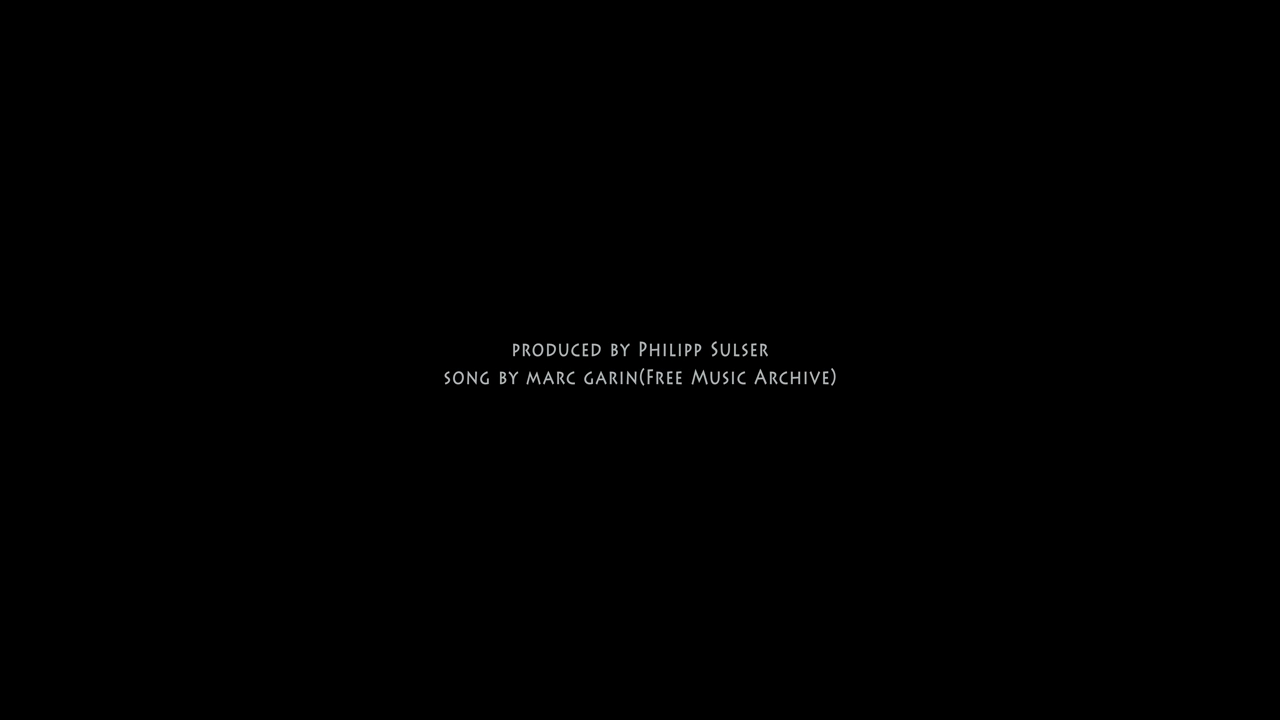 PRODUCED BY PHILIPP SULSER
SONG BY MARC GARIN(FREE MUSIC ARCHIVE)